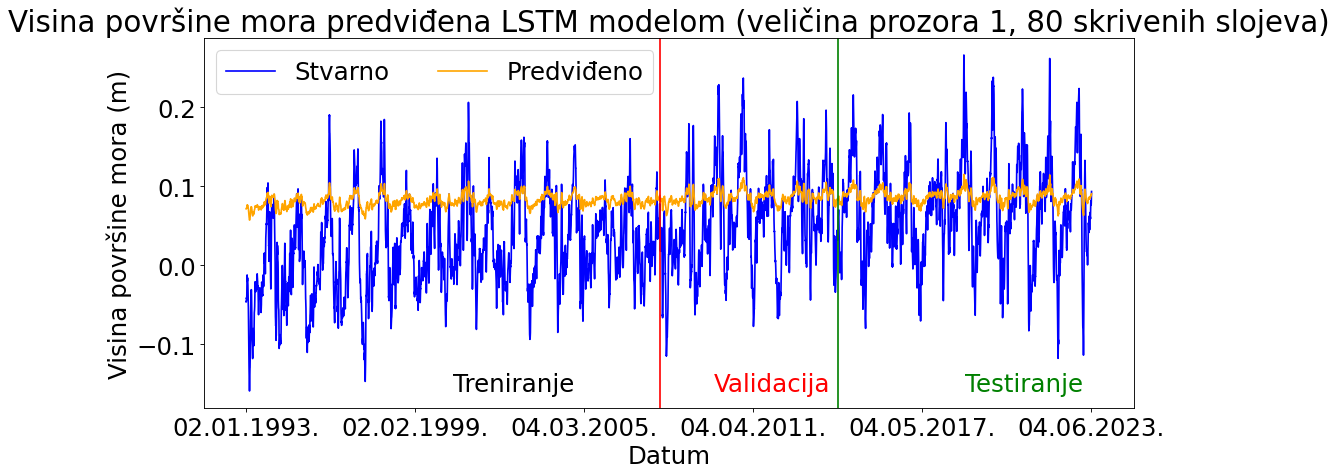 Visina površine mora predviđena LSTM modelom (veličina prozora 1, 80 skrivenih slojeva)
Stvarno Predviđeno
Visina površine mora (m)
0.2
0.1
0.0
−0.1
Treniranje Validacija Testiranje
02.01.1993. 02.02.1999. 04.03.2005. 04.04.2011. 04.05.2017. 04.06.2023.
Datum